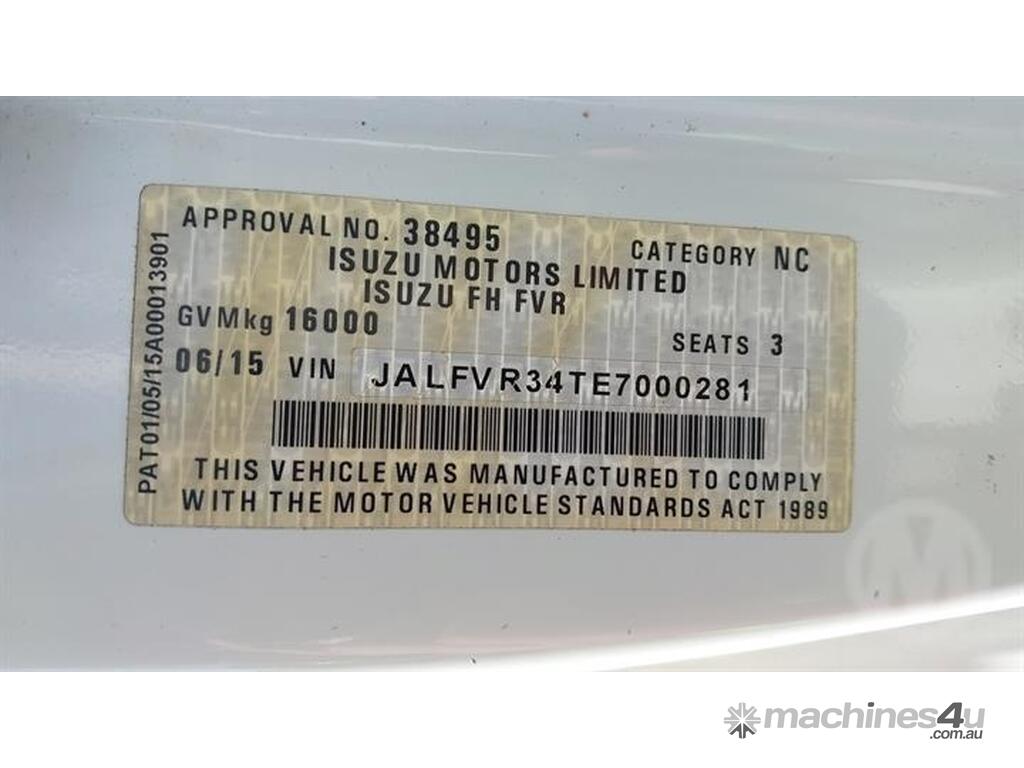 APPROVAL NO. 38495 CATEGORY NC
ISUZU MOTORS LIMITED
ISUZU FH FVR
GVMkg 16000 SEATS 3
06/15 VIN JALFVR34TE7000281
THIS VEHICLE WAS MANUFACTURED TO COMPLY
WITH THE MOTOR VEHICLE STANDARDS ACT 1989
PAT01/05/15A00013901
M
machines4u
.com.au